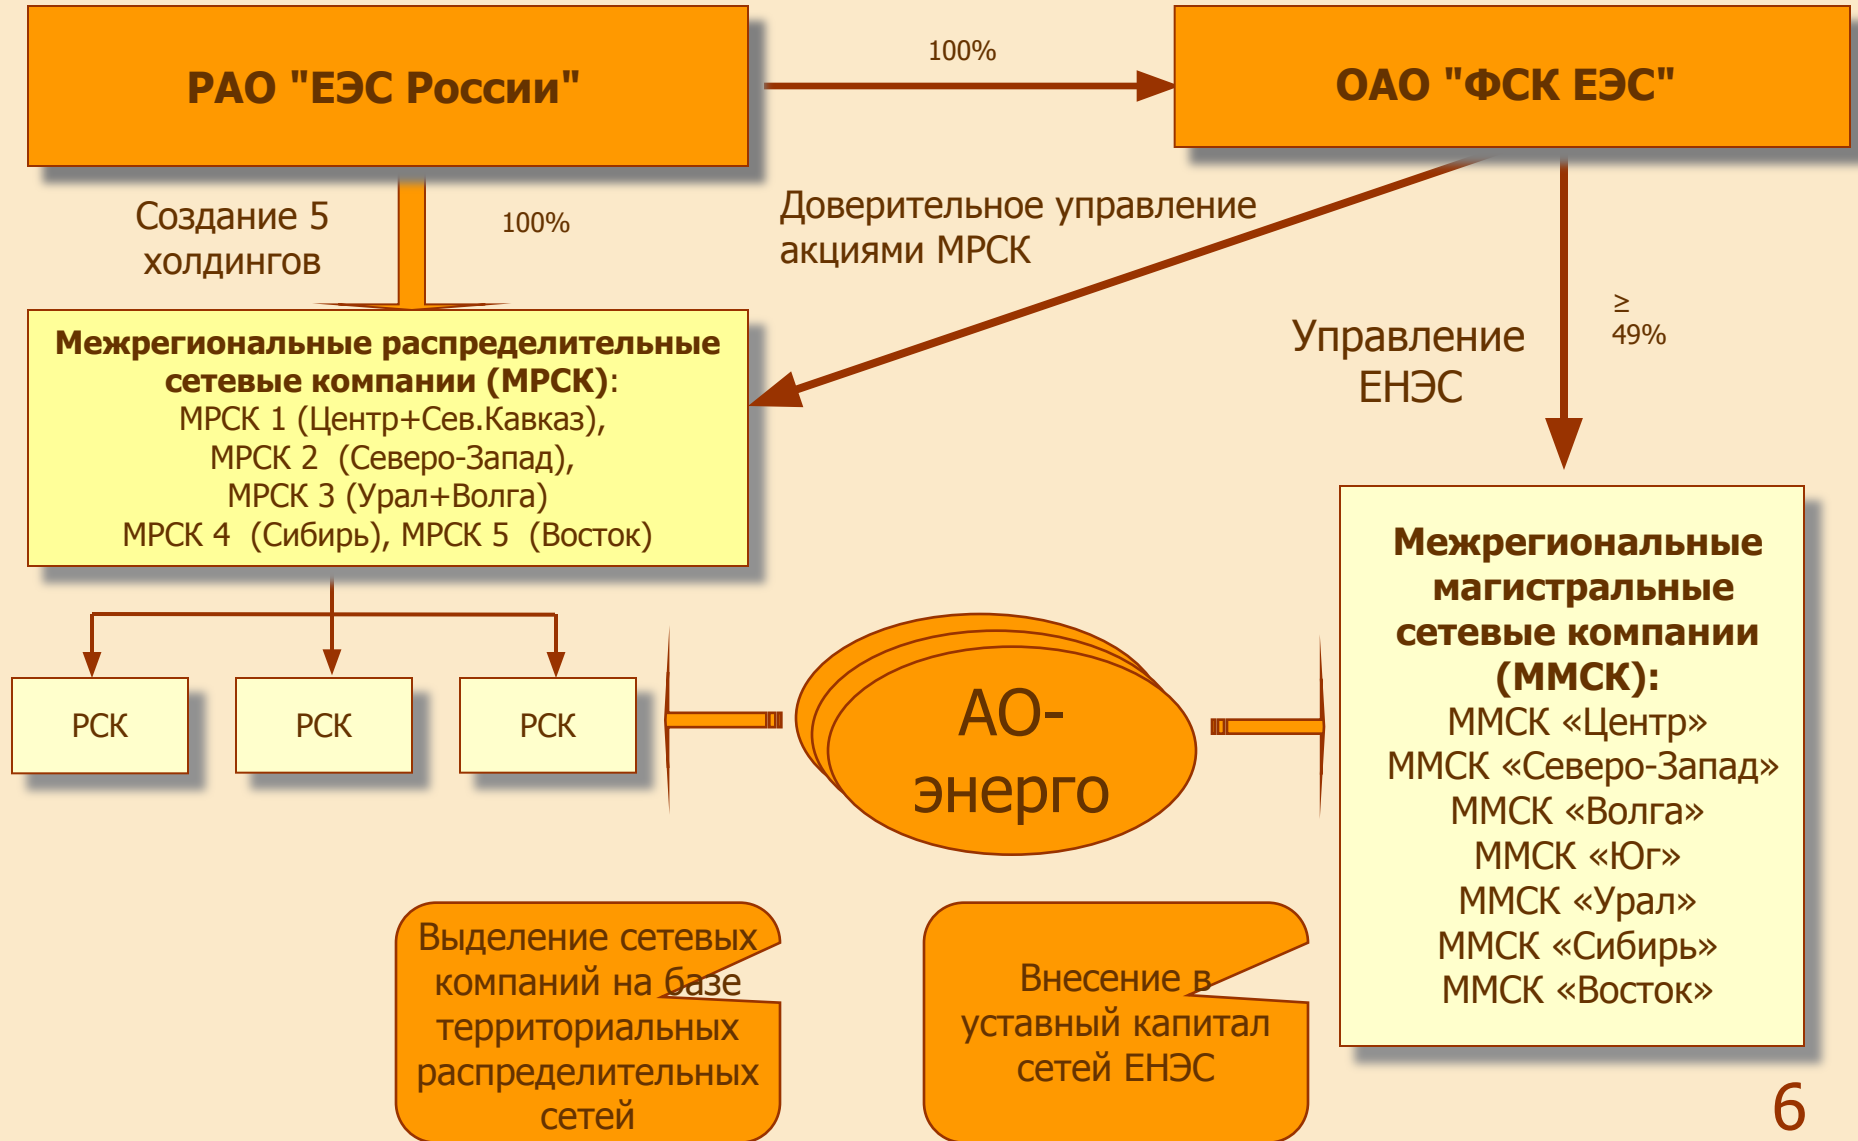 РАО "ЕЭС России"
100%
ОАО "ФСК ЕЭС"
Создание 5
холдингов
100%
Доверительное управление
акциями МРСК
Управление
ЕНЭС
≥
49%
Межрегиональные распределительные
сетевые компании (МРСК):
МРСК 1 (Центр+Сев.Кавказ),
МРСК 2 (Северо-Запад),
МРСК 3 (Урал+Волга)
МРСК 4 (Сибирь), МРСК 5 (Восток)
РСК
РСК
РСК
АО-
энерго
Межрегиональные
магистральные
сетевые компании
(ММСК):
ММСК «Центр»
ММСК «Северо-Запад»
ММСК «Волга»
ММСК «Юг»
ММСК «Урал»
ММСК «Сибирь»
ММСК «Восток»
Выделение сетевых
компаний на базе
территориальных
распределительных
сетей
Внесение в
уставный капитал
сетей ЕНЭС
6